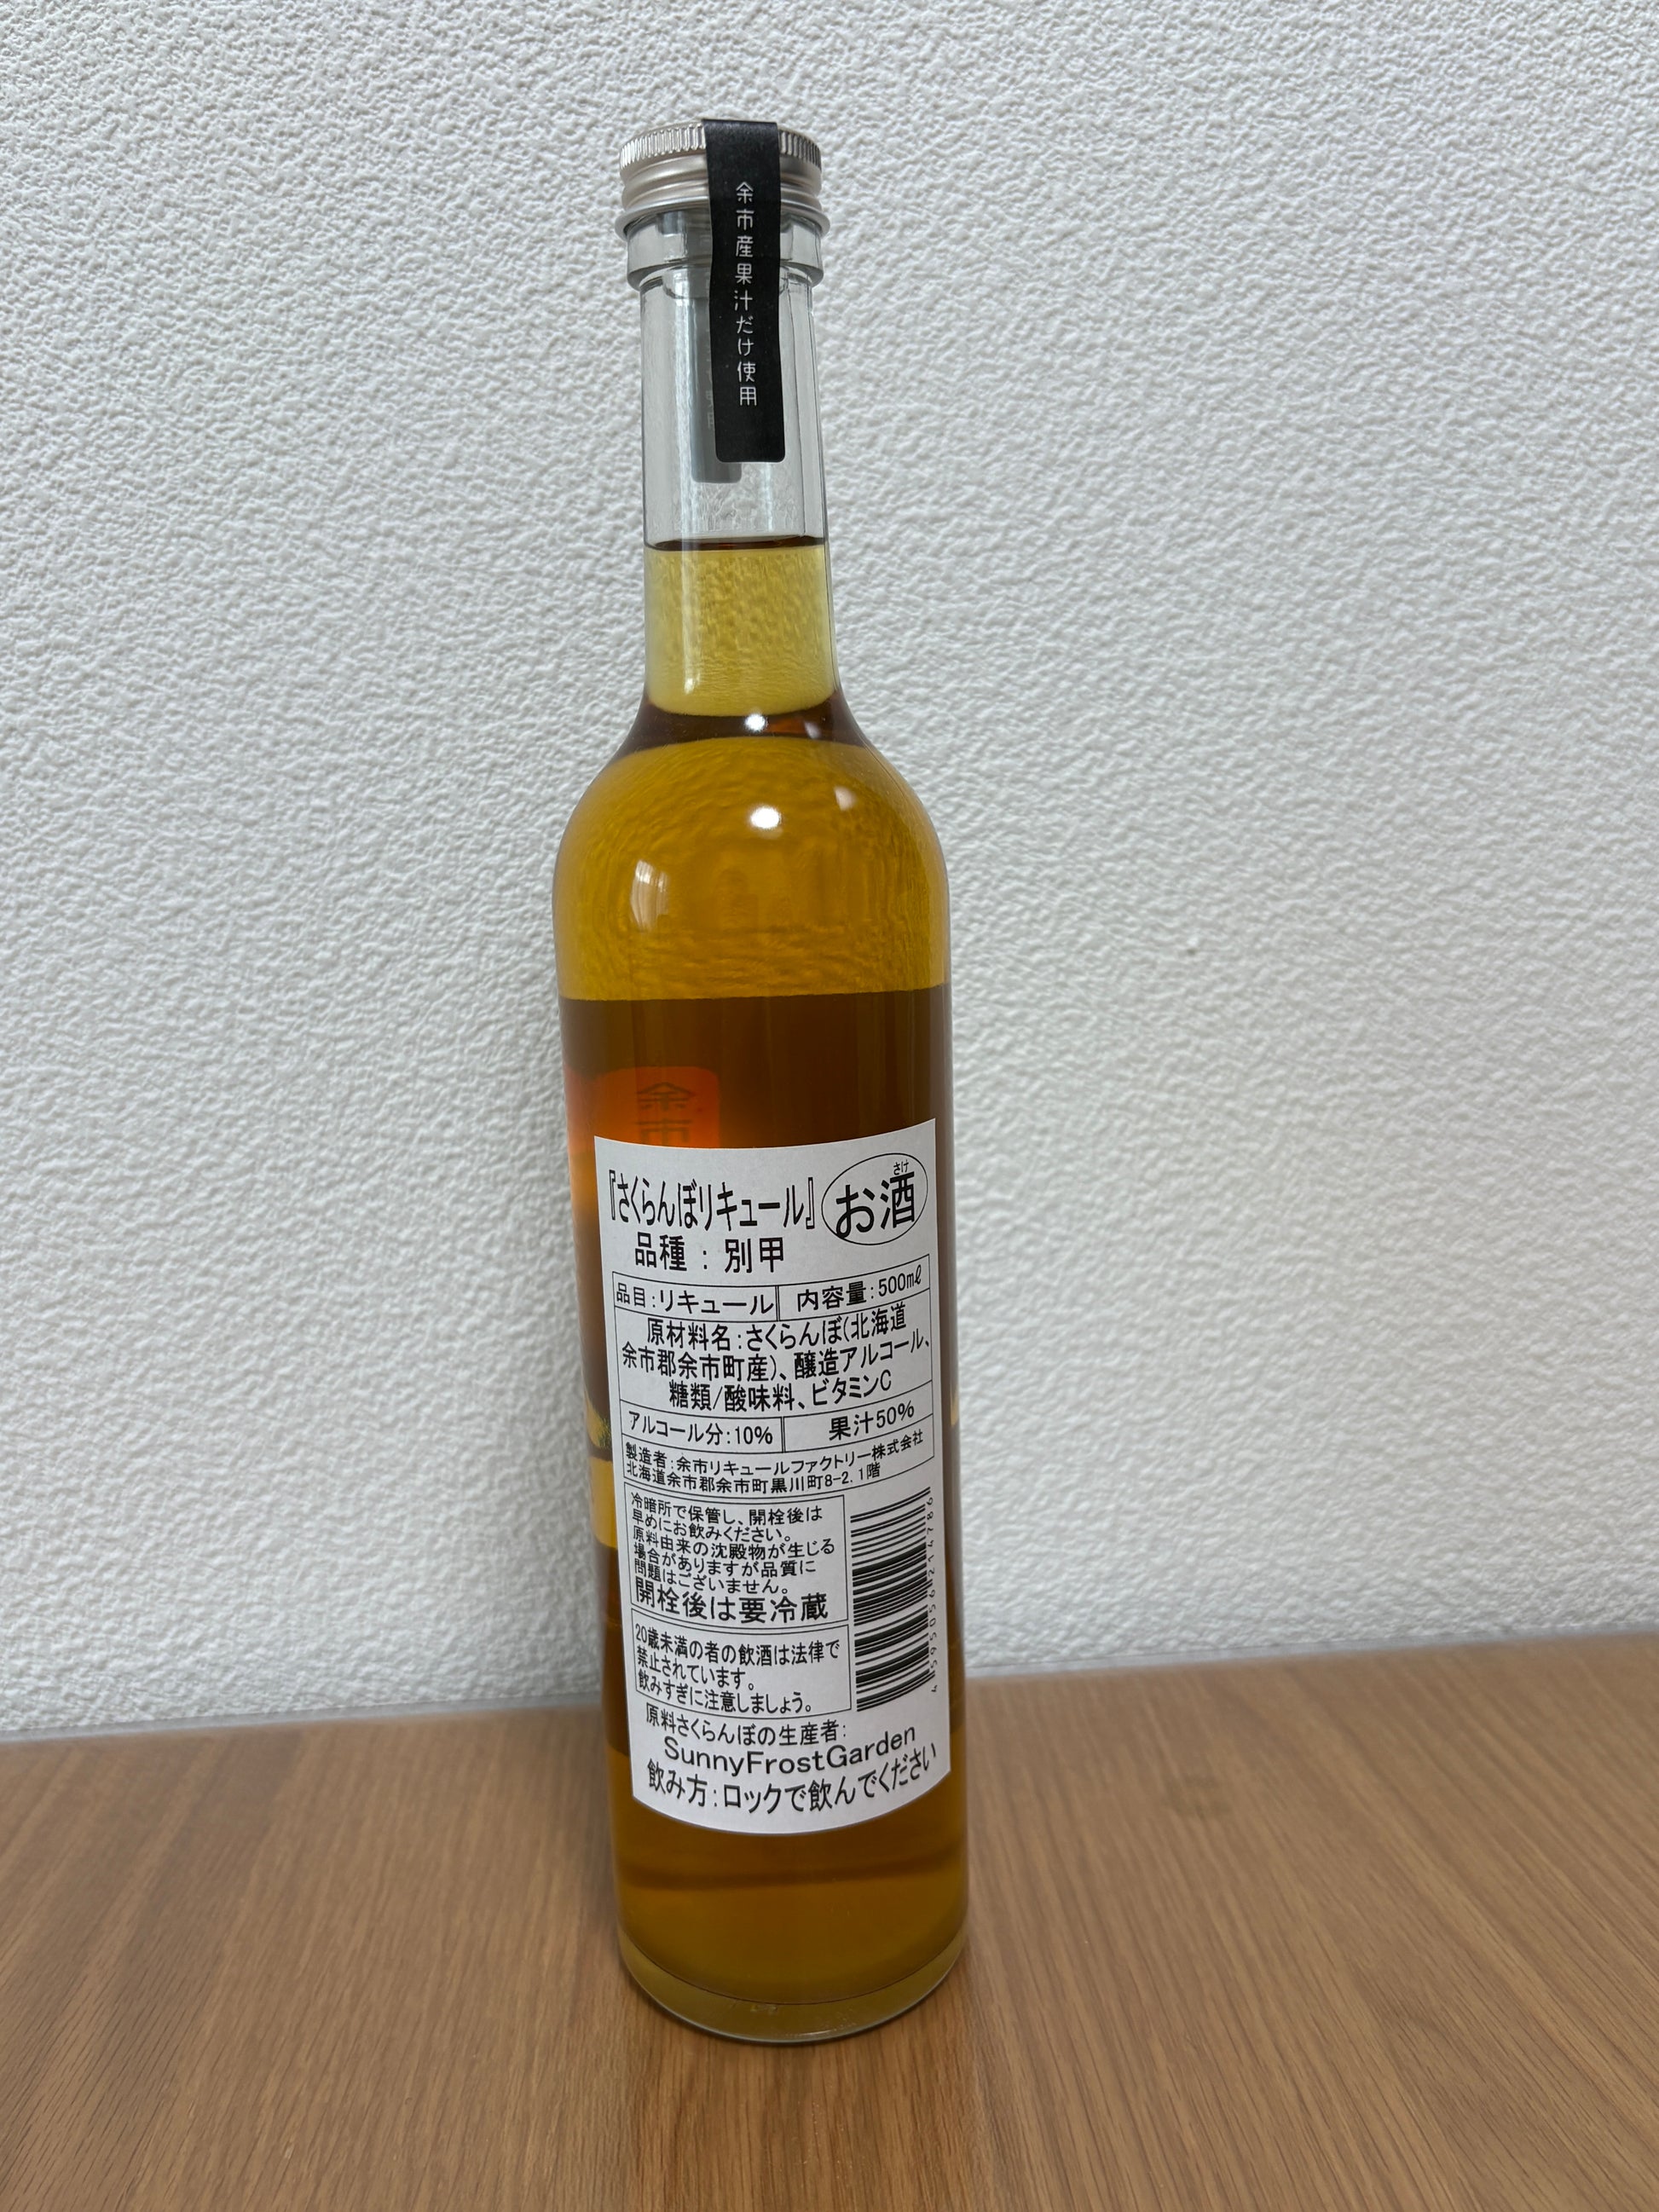 余市産果汁だけ使用
余市
『さくらんぼリキュール』
お酒
さけ
品種：別甲
品目：リキュール
内容量：500mℓ
原材料名：さくらんぼ(北海道
余市郡余市町産)、醸造アルコール、
糖類/酸味料、ビタミンC
アルコール分：10%
果汁50%
製造者：余市リキュールファクトリー株式会社
北海道余市郡余市町黒川町8-2.1階
冷暗所で保管し、開栓後は
早めにお飲みください。
原料由来の沈殿物が生じる
場合がありますが品質に
問題はございません。
開栓後は要冷蔵
4595056214786
20歳未満の者の飲酒は法律で
禁止されています。
飲みすぎに注意しましょう。
原料さくらんぼの生産者：
SunnyFrostGarden
飲み方：ロックで飲んでください